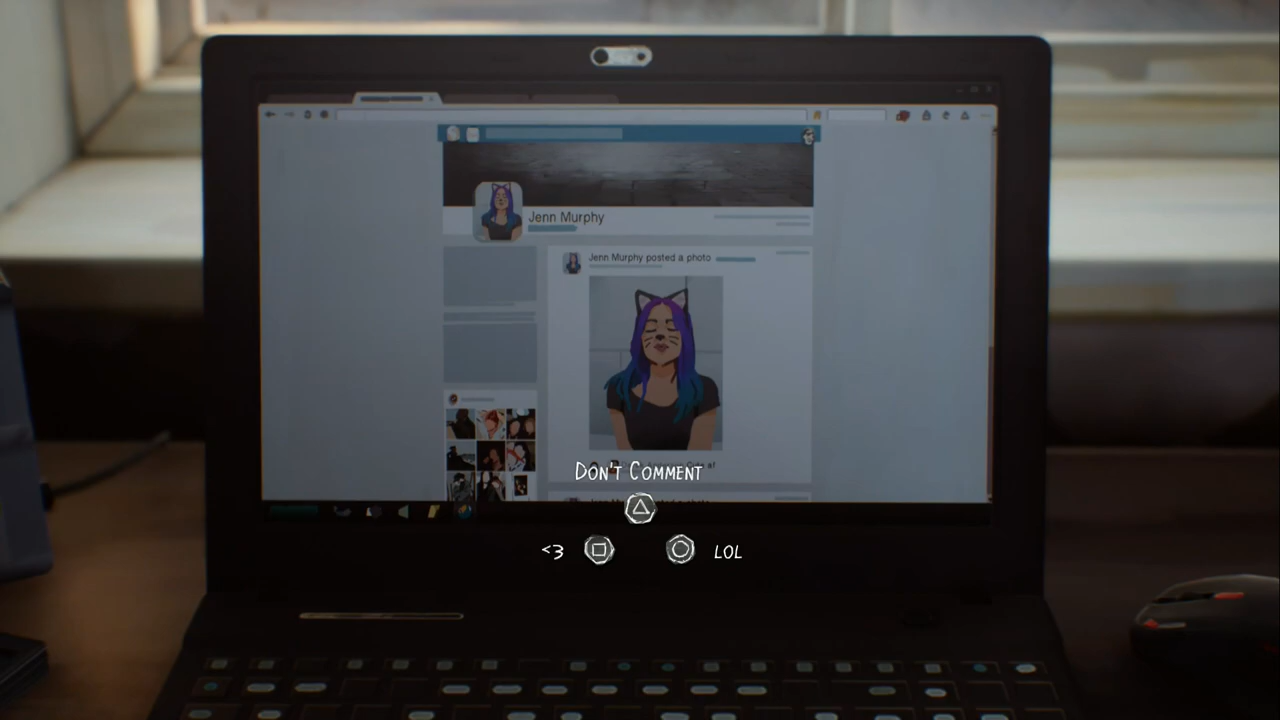 Jenn Murphy
Jenn Murphy posted a photo
DON'T COMMENT
<3
LOL